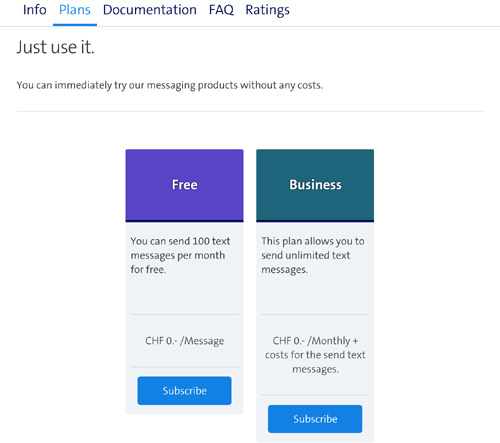 Info Plans Documentation FAQ Ratings
Just use it.
You can immediately try our messaging products without any costs.
Free
You can send 100 text
messages per month
for free.
CHF 0.- /Message
Subscribe
Business
This plan allows you to
send unlimited text
messages.
CHF 0.- /Monthly +
costs for the send text
messages.
Subscribe